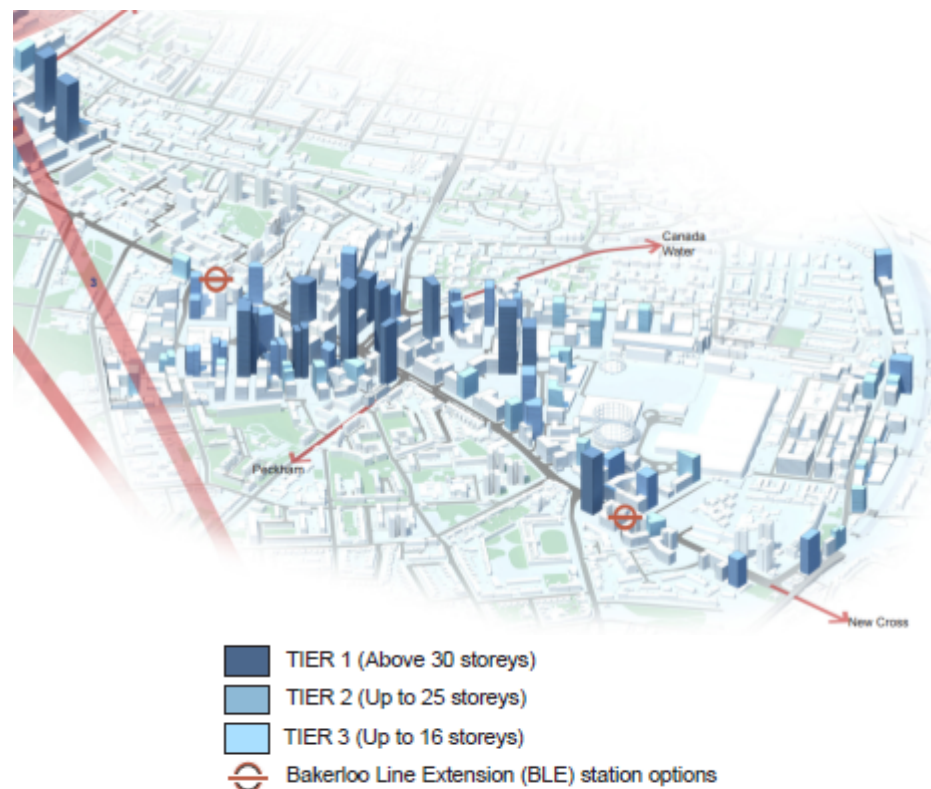 3
Canada
Water
Peckham
New Cross
TIER 1 (Above 30 storeys)
TIER 2 (Up to 25 storeys)
TIER 3 (Up to 16 storeys)
Bakerloo Line Extension (BLE) station options